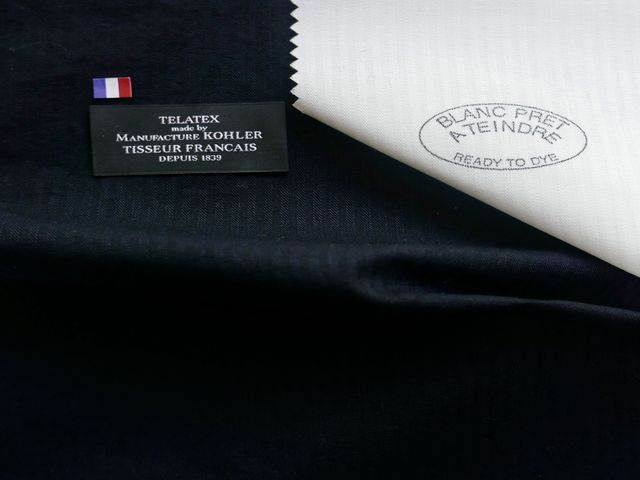 TELATEX
made by
MANUFACTURE KOHLER
TISSEUR FRANCAIS
DEPUIS 1839
BLANC PRET
A TEINDRE
READY TO DYE